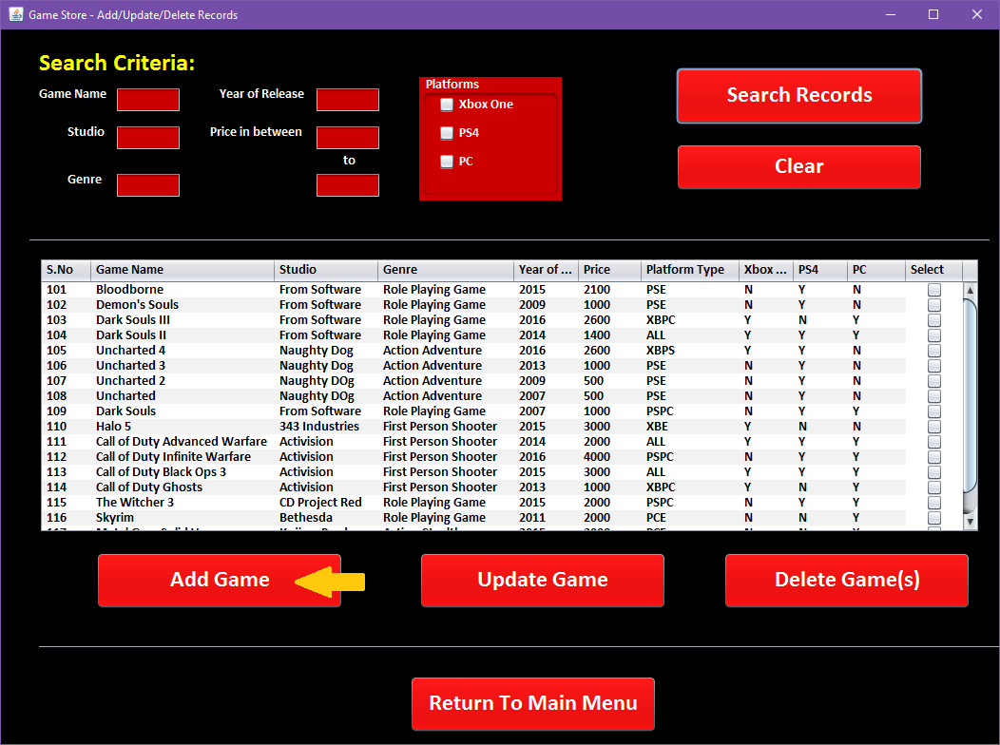 Game Store - Add/Update/Delete Records
Search Criteria:
Game Name Year of Release
Studio Price in between
to
Genre
Platforms
Xbox One
PS4
PC
Search Records
Clear
S.No Game Name Studio Genre Year of ... Price Platform Type Xbox ... PS4 PC Select
101 Bloodborne From Software Role Playing Game 2015 2100 PSE N Y N
102 Demon's Souls From Software Role Playing Game 2009 1000 PSE N Y N
103 Dark Souls III From Software Role Playing Game 2016 2600 XBPC Y N Y
104 Dark Souls II From Software Role Playing Game 2014 1400 ALL Y Y Y
105 Uncharted 4 Naughty Dog Action Adventure 2016 2600 XBPS Y Y N
106 Uncharted 3 Naughty Dog Action Adventure 2013 1000 PSE N Y N
107 Uncharted 2 Naughty DOg Action Adventure 2009 500 PSE N Y N
108 Uncharted Naughty DOg Action Adventure 2007 500 PSE N Y N
109 Dark Souls From Software Role Playing Game 2007 1000 PSPC N Y Y
110 Halo 5 343 Industries First Person Shooter 2015 3000 XBE Y N N
111 Call of Duty Advanced Warfare Activision First Person Shooter 2014 2000 ALL Y Y Y
112 Call of Duty Infinite Warfare Activision First Person Shooter 2016 4000 PSPC N Y Y
113 Call of Duty Black Ops 3 Activision First Person Shooter 2015 3000 ALL Y Y Y
114 Call of Duty Ghosts Activision First Person Shooter 2013 1000 XBPC Y N Y
115 The Witcher 3 CD Project Red Role Playing Game 2015 2000 PSPC N Y Y
116 Skyrim Bethesda Role Playing Game 2011 2000 PCE N N Y
Add Game
Update Game
Delete Game(s)
Return To Main Menu